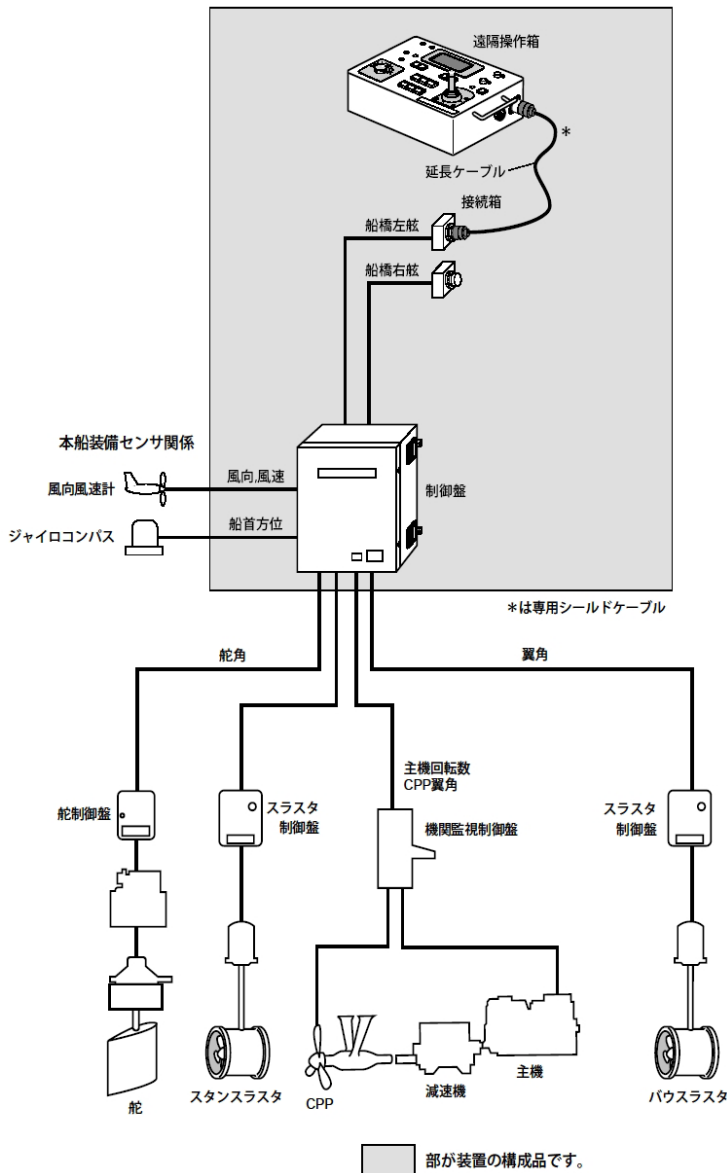 遠隔操作箱
*
延長ケーブル
接続箱
船橋左舷
船橋右舷
本船装備センサ関係
風向風速計
風向,風速
制御盤
ジャイロコンパス
船首方位
*は専用シールドケーブル
舵角
翼角
主機回転数
CPP翼角
舵制御盤
スラスタ
制御盤
機関監視制御盤
スラスタ
制御盤
舵
スタンスラスタ
CPP
減速機
主機
バウスラスタ
部が装置の構成品です。